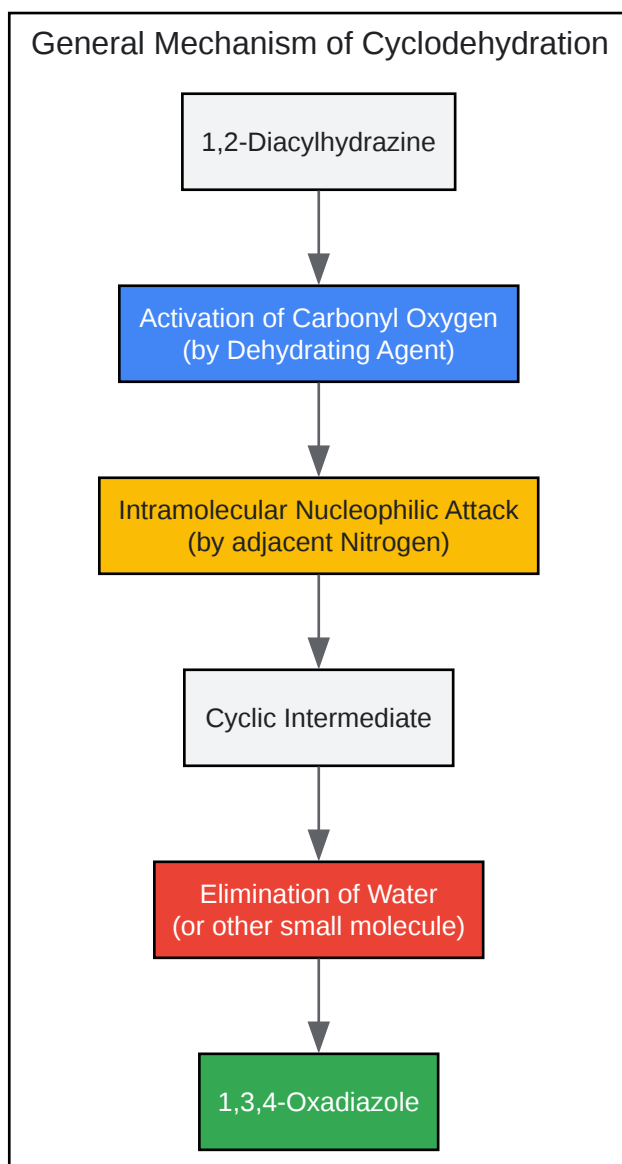 General Mechanism of Cyclodehydration
1,2-Diacylhydrazine
Activation of Carbonyl Oxygen
(by Dehydrating Agent)
Intramolecular Nucleophilic Attack
(by adjacent Nitrogen)
Cyclic Intermediate
Elimination of Water
(or other small molecule)
1,3,4-Oxadiazole